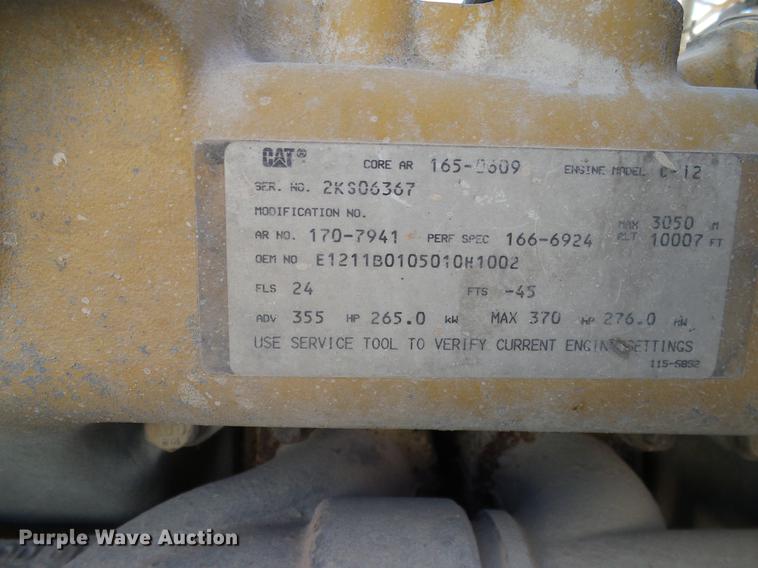 CAT® CORE AR 165-0609 ENGINE MODEL C-12
SER. NO. 2KS06367
MODIFICATION NO. MAX 3050 M
AR NO. 170-7941 PERF SPEC 166-6924 ALT 10007 FT
OEM NO E1211B0105010H1002
FLS 24 FTS -45
ADV 355 HP 265.0 kW MAX 370 HP 276.0 kW
USE SERVICE TOOL TO VERIFY CURRENT ENGINE SETTINGS
115-5852
Purple Wave Auction